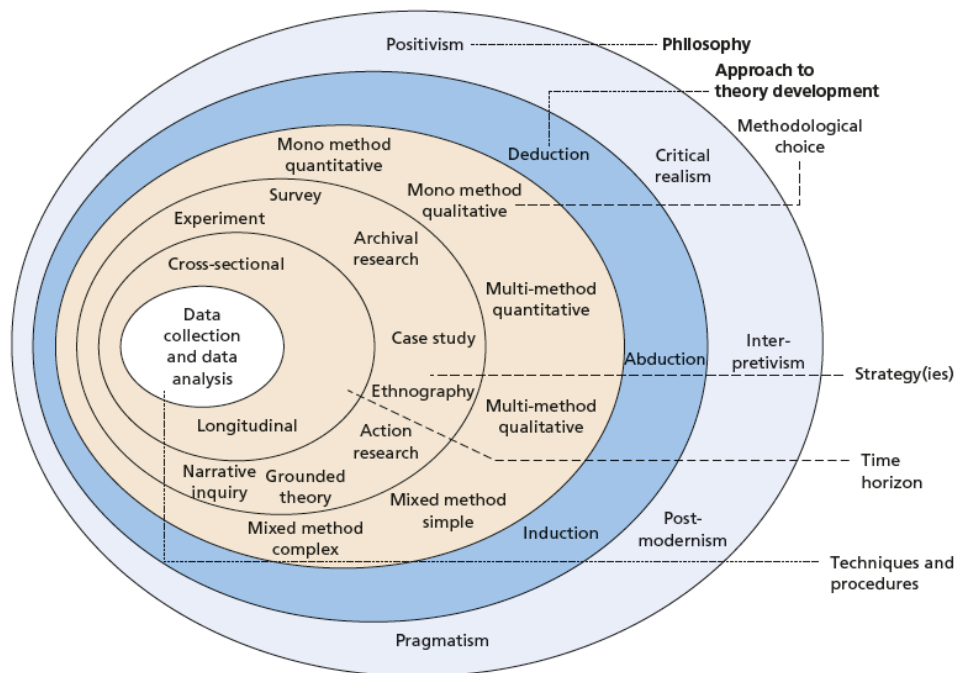 Positivism
Philosophy
Approach to
theory development
Methodological
choice
Mono method
quantitative
Deduction
Critical
realism
Mono method
qualitative
Survey
Experiment
Archival
research
Cross-sectional
Multi-method
quantitative
Data
collection
and data
analysis
Case study
Abduction
Inter-
pretivism
Strategy(ies)
Ethnography
Multi-method
qualitative
Longitudinal
Action
research
Time
horizon
Narrative
inquiry
Grounded
theory
Mixed method
simple
Mixed method
complex
Induction
Post-
modernism
Techniques and
procedures
Pragmatism